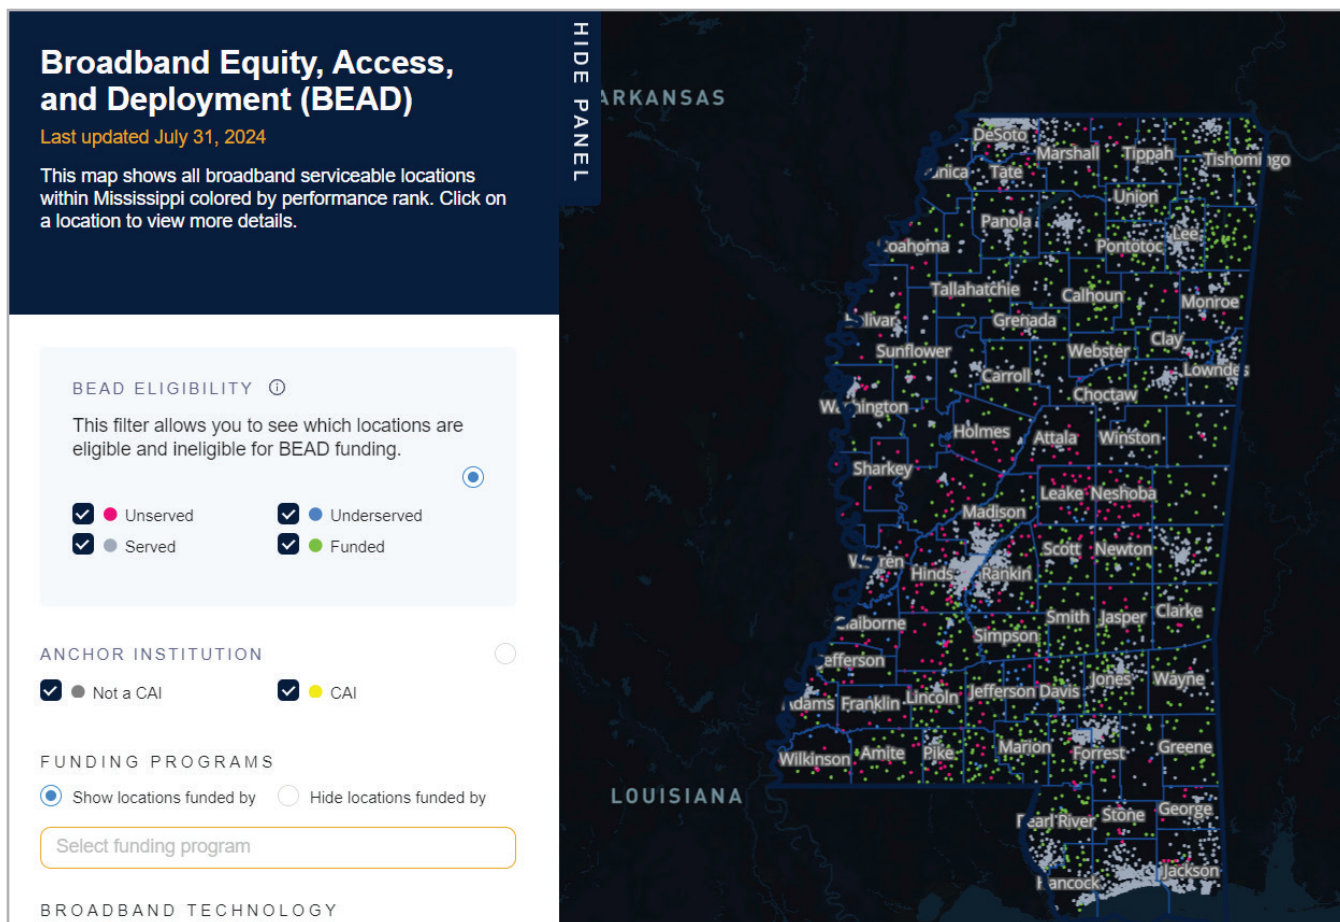 Broadband Equity, Access,
and Deployment (BEAD)
Last updated July 31, 2024
This map shows all broadband serviceable locations
within Mississippi colored by performance rank. Click on
a location to view more details.
HIDE PANEL
BEAD ELIGIBILITY
This filter allows you to see which locations are
eligible and ineligible for BEAD funding.
Unserved Underserved
Served Funded
ANCHOR INSTITUTION
Not a CAI CAI
FUNDING PROGRAMS
Show locations funded by Hide locations funded by
Select funding program
BROADBAND TECHNOLOGY
ARKANSAS
DeSoto
Marshall Tippah Tishomingo
Tate
Union
Panola
Pontotoc Lee
Tallahatchie
Calhoun
Monroe
Grenada
Sunflower Webster Clay
Carroll Lowndes
Choctaw
Washington
Holmes Attala Winston
Sharkey
Leake Neshoba
Madison
Scott Newton
Hinds Rankin
Smith Jasper Clarke
Simpson
Jones Wayne
Adams Franklin Lincoln Jefferson Davis
Wilkinson Amite Pike Marion Forrest Greene
LOUISIANA
Pearl River Stone George
Hancock Jackson